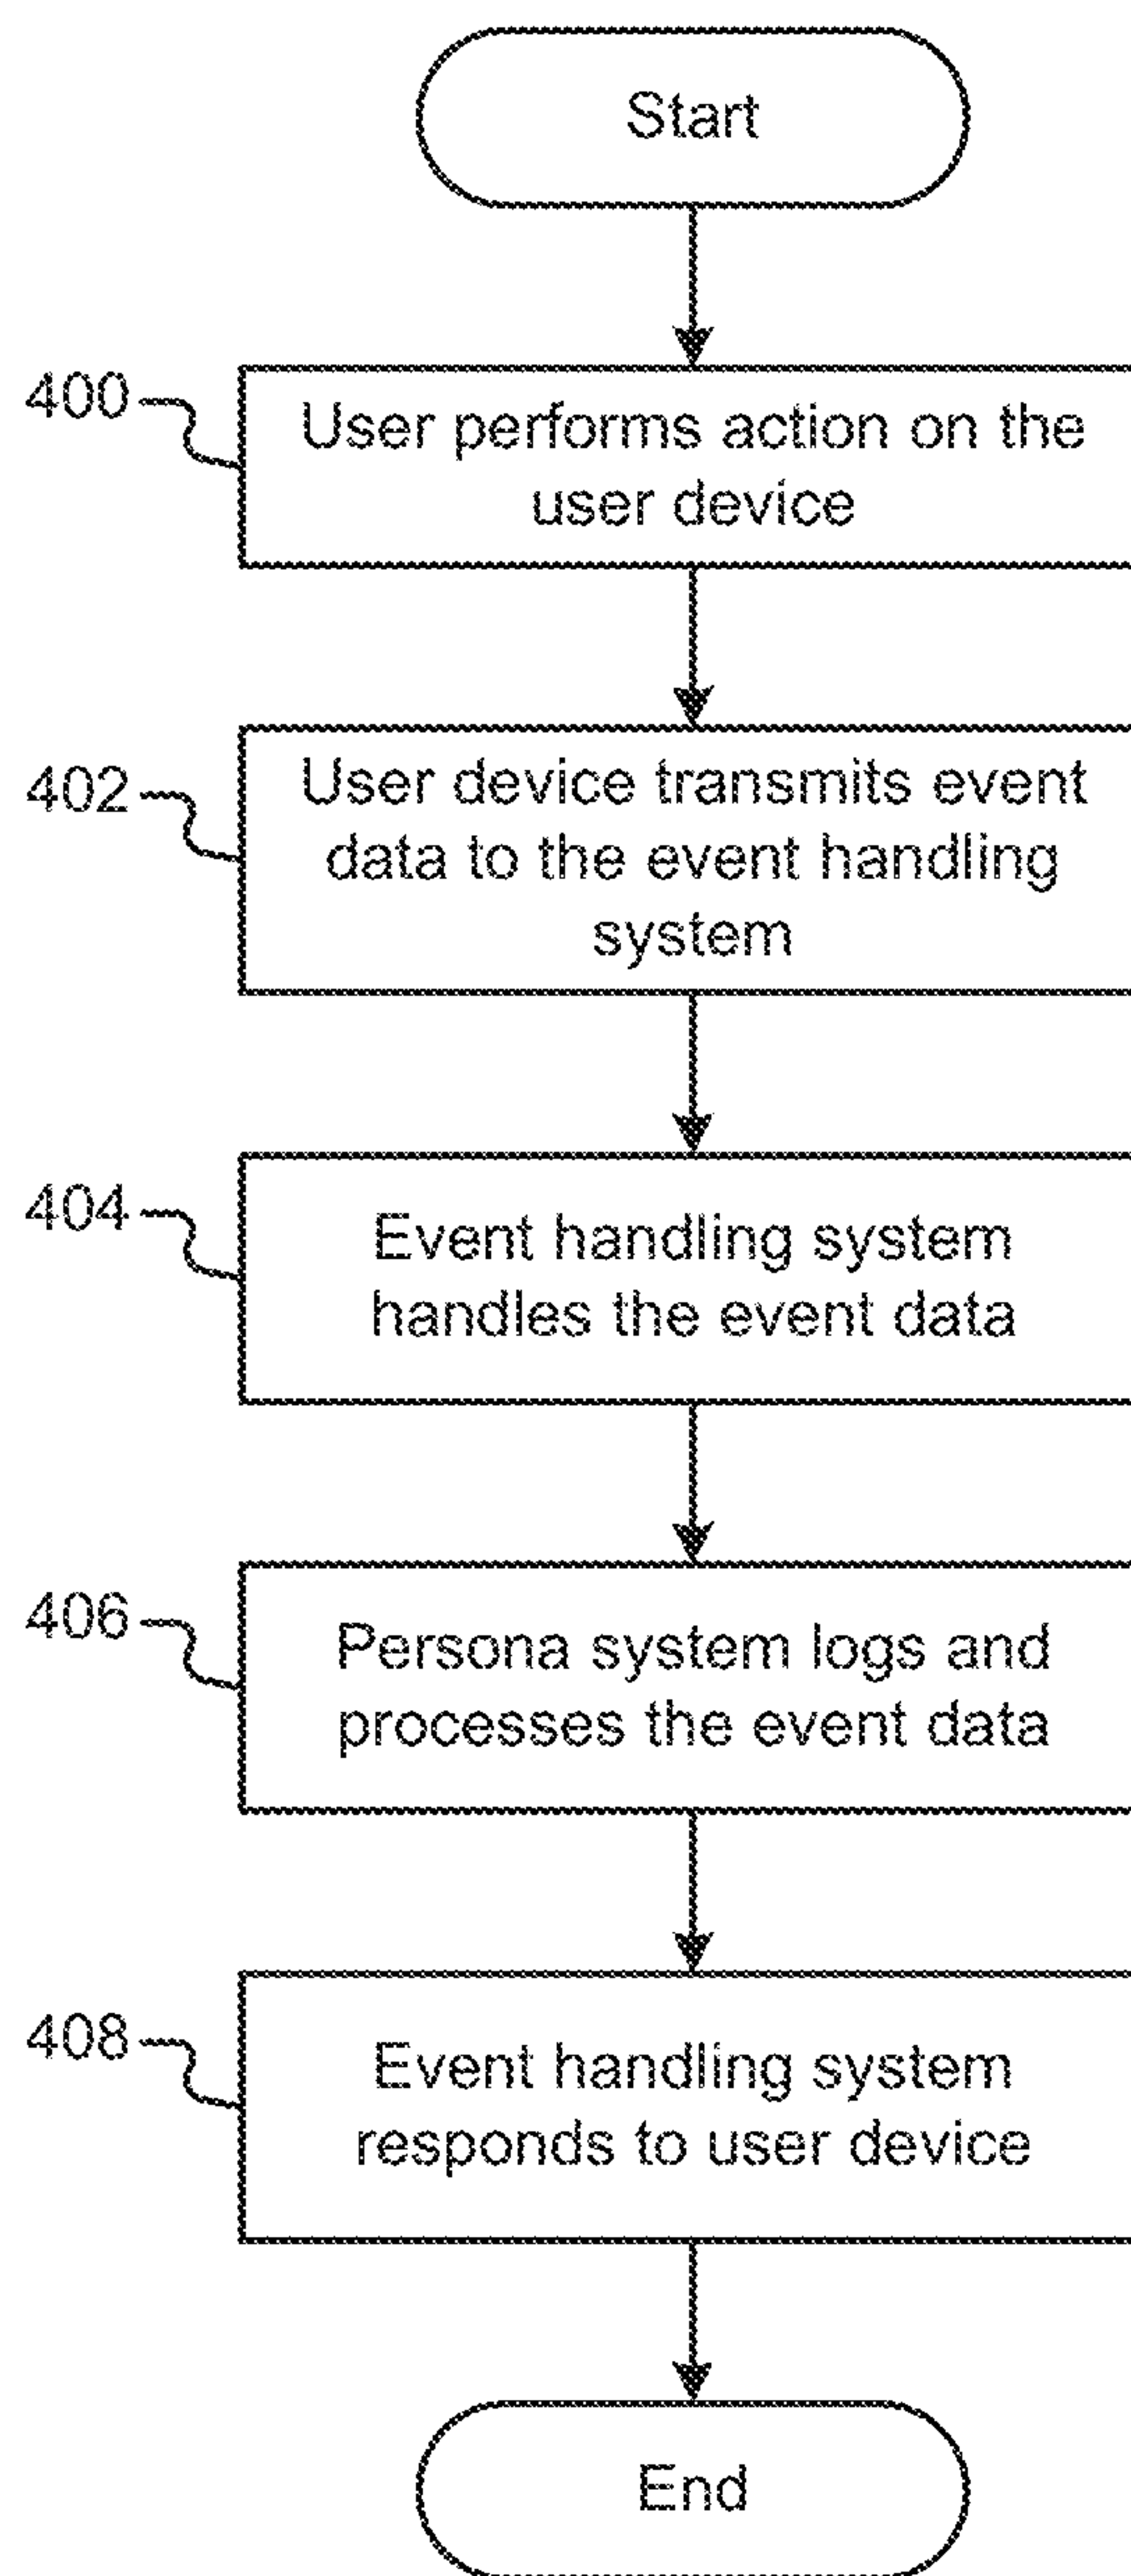 Start
400
User performs action on the
user device
402
User device transmits event
data to the event handling
system
404
Event handling system
handles the event data
406
Persona system logs and
processes the event data
408
Event handling system
responds to user device
End